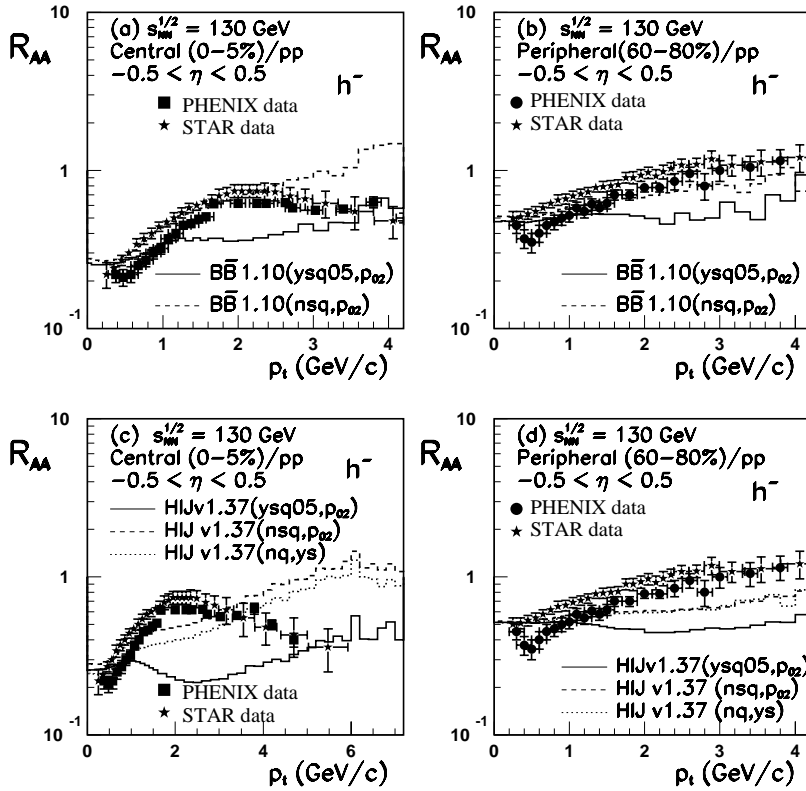 (a) s_NN^1/2 = 130 GeV
Central (0-5%)/pp
-0.5 < η < 0.5
h⁻
■ PHENIX data
★ STAR data
BB̅ 1.10(ysq05,p₀₂)
BB̅ 1.10(nsq,p₀₂)
R_AA
10
1
10⁻¹
0 1 2 3 4
p_t (GeV/c)
(b) s_NN^1/2 = 130 GeV
Peripheral(60-80%)/pp
-0.5 < η < 0.5
h⁻
● PHENIX data
★ STAR data
BB̅ 1.10(ysq05,p₀₂)
BB̅ 1.10(nsq,p₀₂)
R_AA
10
1
10⁻¹
0 1 2 3 4
p_t (GeV/c)
(c) s_NN^1/2 = 130 GeV
Central (0-5%)/pp
-0.5 < η < 0.5
h⁻
HIJv1.37(ysq05,p₀₂)
HIJ v1.37(nsq,p₀₂)
HIJ v1.37(nq,ys)
■ PHENIX data
★ STAR data
R_AA
10
1
10⁻¹
0 2 4 6
p_t (GeV/c)
(d) s_NN^1/2 = 130 GeV
Peripheral (60-80%)/pp
-0.5 < η < 0.5
h⁻
● PHENIX data
★ STAR data
HIJv1.37(ysq05,p₀₂)
HIJ v1.37 (nsq,p₀₂)
HIJ v1.37 (nq,ys)
R_AA
10
1
10⁻¹
0 1 2 3 4
p_t (GeV/c)